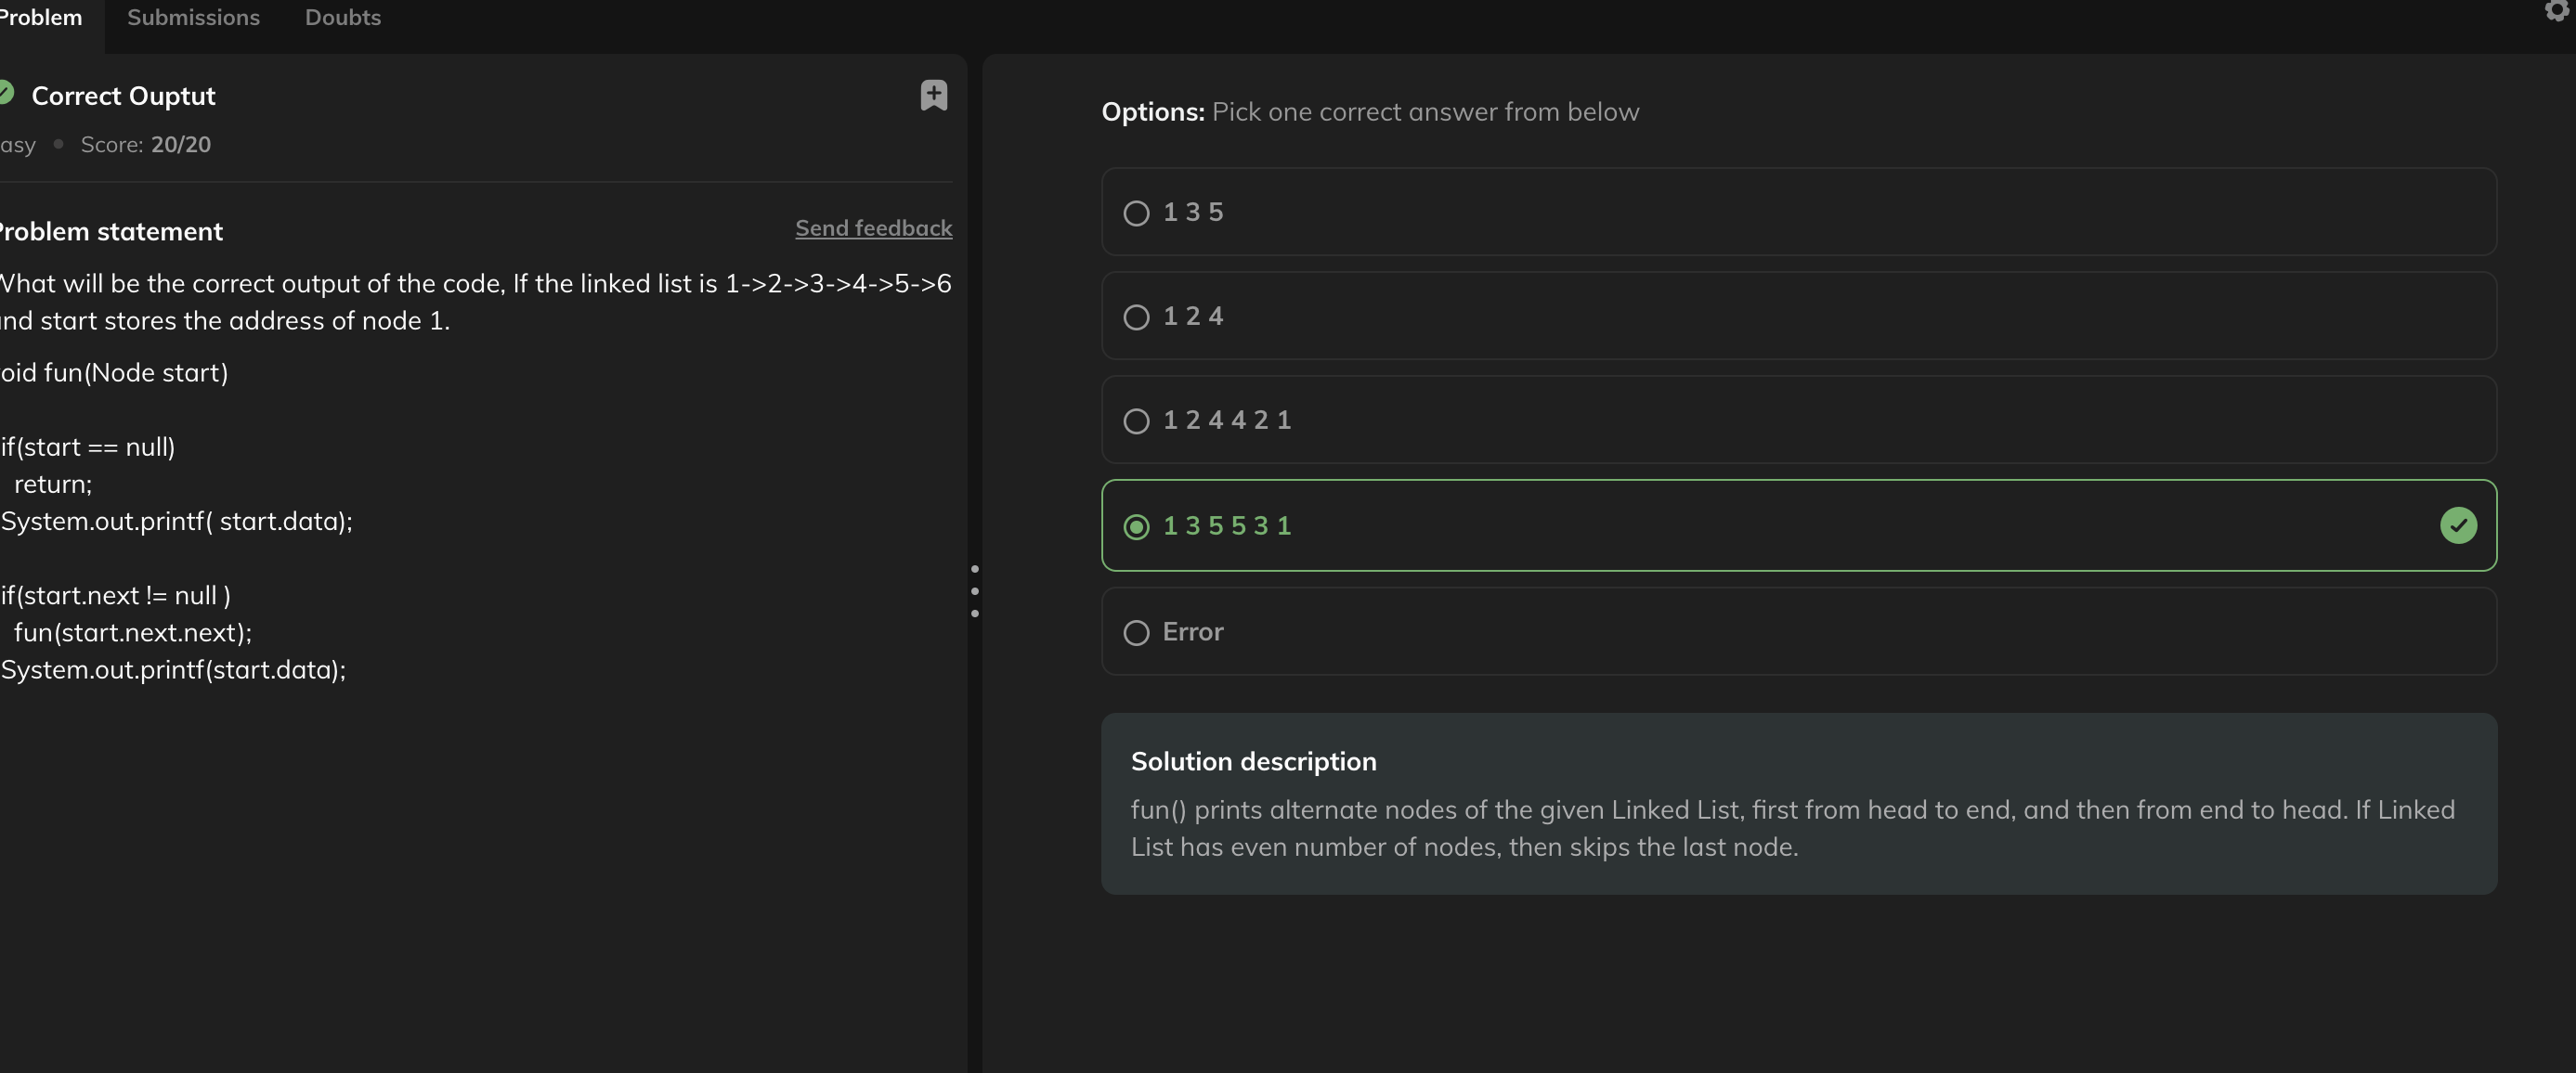 Problem Submissions Doubts
Correct Ouptut
asy • Score: 20/20
Problem statement
Send feedback
What will be the correct output of the code, If the linked list is 1->2->3->4->5->6
and start stores the address of node 1.
oid fun(Node start)
if(start == null)
return;
System.out.printf( start.data);
if(start.next != null )
fun(start.next.next);
System.out.printf(start.data);
Options: Pick one correct answer from below
1 3 5
1 2 4
1 2 4 4 2 1
1 3 5 5 3 1
Error
Solution description
fun() prints alternate nodes of the given Linked List, first from head to end, and then from end to head. If Linked
List has even number of nodes, then skips the last node.